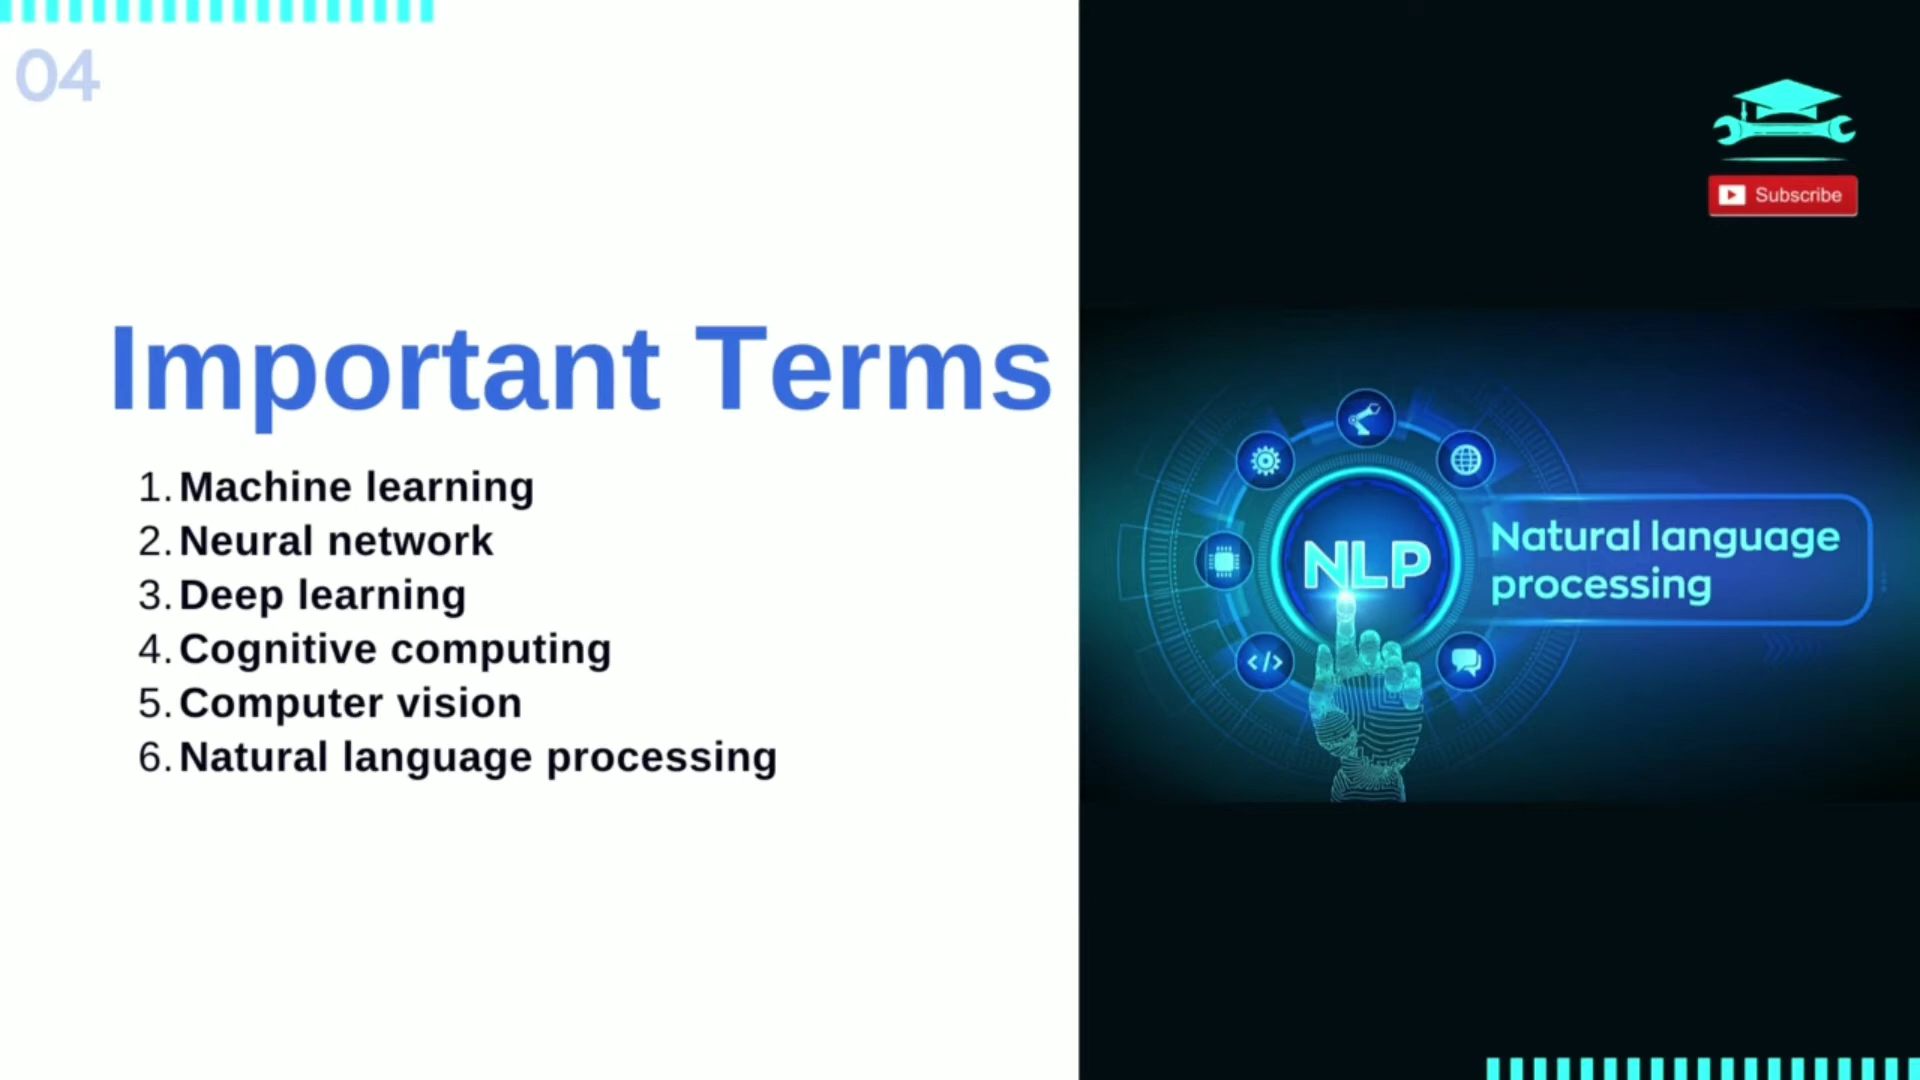 04
Important Terms
1. Machine learning
2. Neural network
3. Deep learning
4. Cognitive computing
5. Computer vision
6. Natural language processing
Subscribe
NLP
Natural language
processing
</>